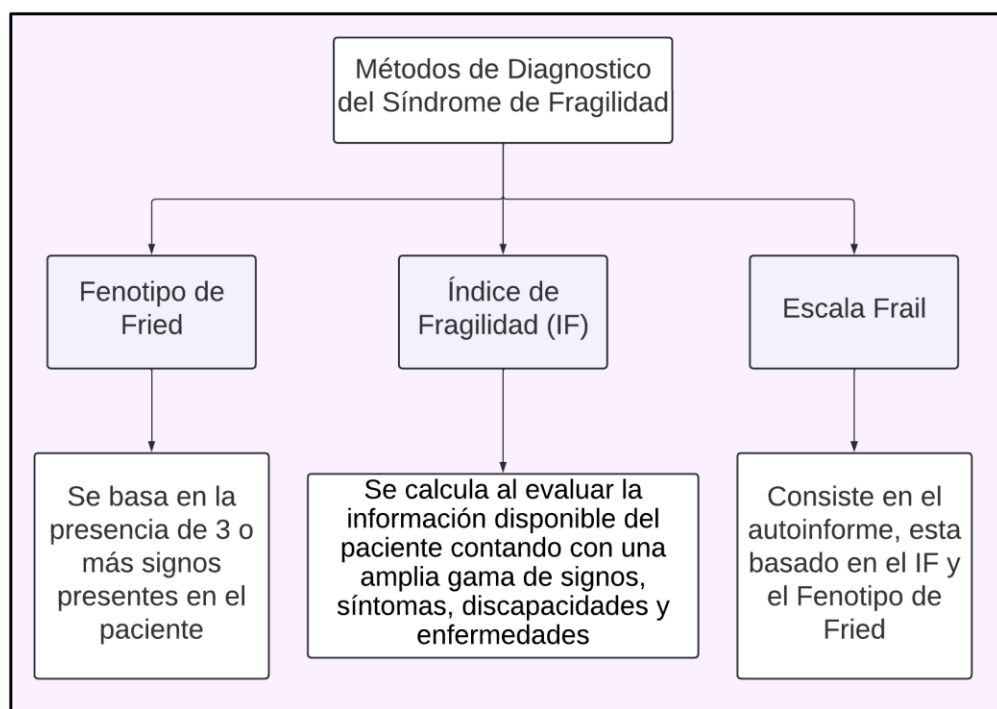 Métodos de Diagnostico
del Síndrome de Fragilidad
Fenotipo de
Fried
Índice de
Fragilidad (IF)
Escala Frail
Se basa en la
presencia de 3 o
más signos
presentes en el
paciente
Se calcula al evaluar la
información disponible del
paciente contando con una
amplia gama de signos,
síntomas, discapacidades y
enfermedades
Consiste en el
autoinforme, esta
basado en el IF y
el Fenotipo de
Fried